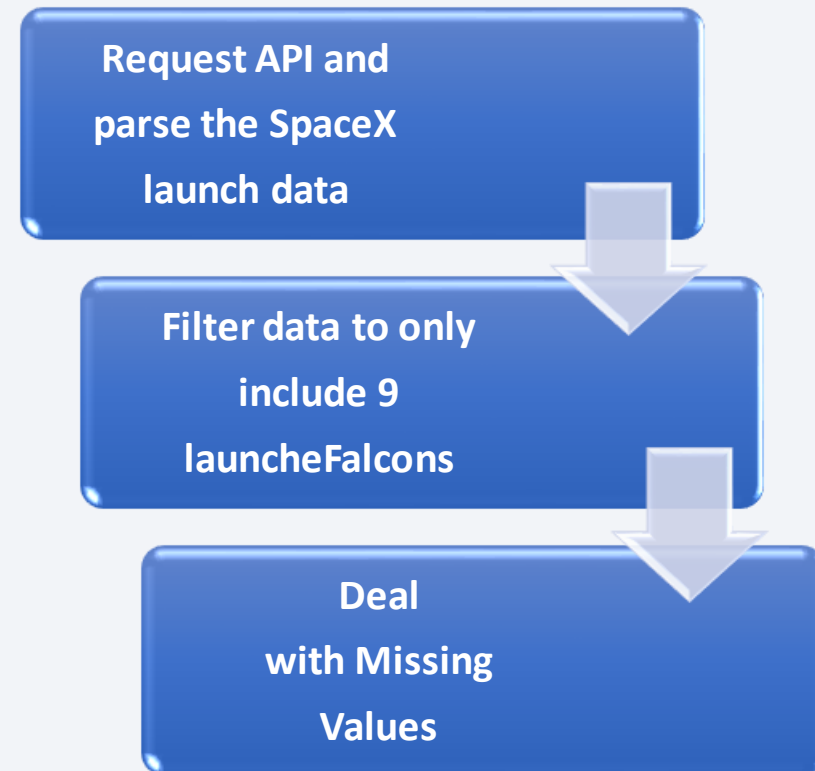 Request API and
parse the SpaceX
launch data
Filter data to only
include 9
launcheFalcons
Deal
with Missing
Values